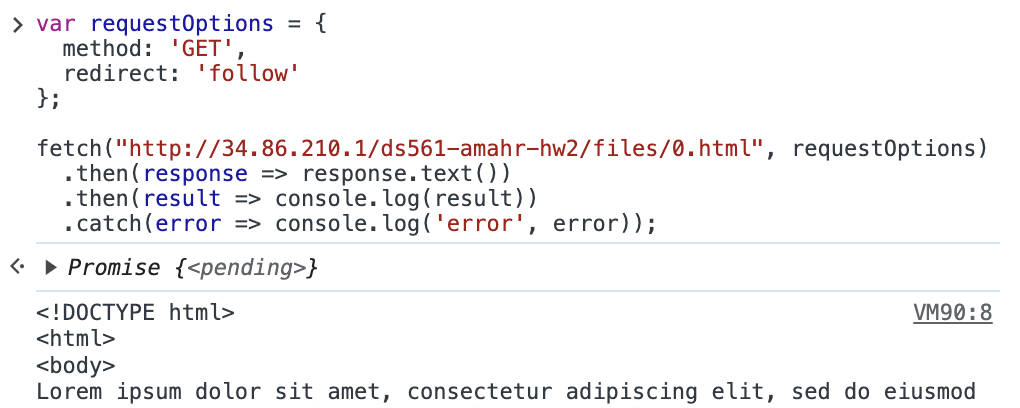 var requestOptions = {
  method: 'GET',
  redirect: 'follow'
};

fetch("http://34.86.210.1/ds561-amahr-hw2/files/0.html", requestOptions)
  .then(response => response.text())
  .then(result => console.log(result))
  .catch(error => console.log('error', error));
Promise {<pending>}
<!DOCTYPE html> VM90:8
<html>
<body>
Lorem ipsum dolor sit amet, consectetur adipiscing elit, sed do eiusmod